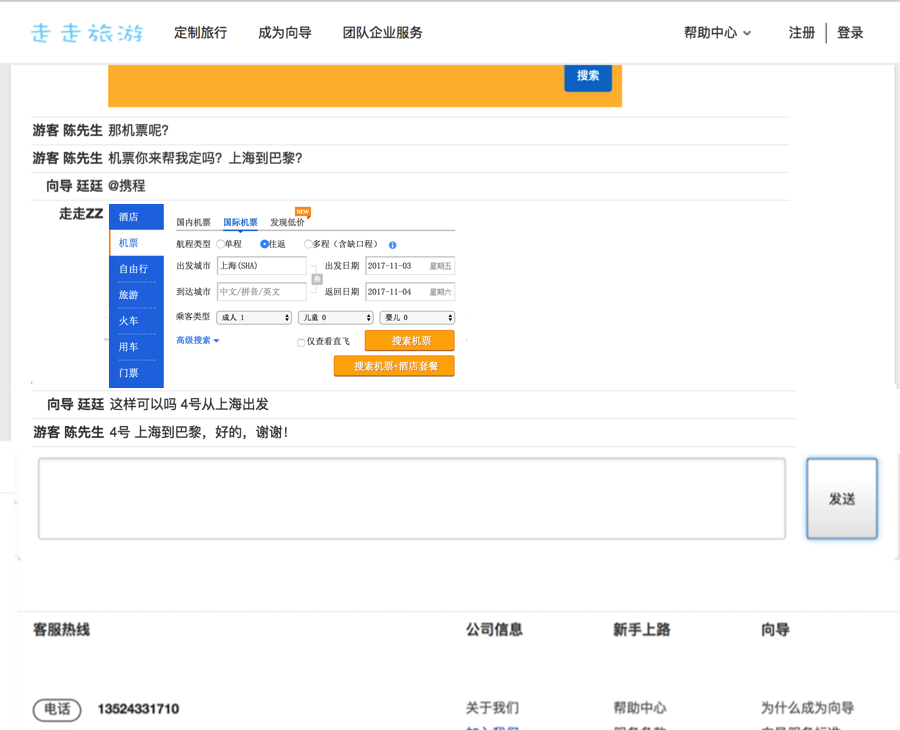 走走旅游 定制旅行 成为向导 团队企业服务 帮助中心 注册 登录
搜索
游客 陈先生 那机票呢?
游客 陈先生 机票你来帮我定吗? 上海到巴黎?
向导 廷廷 @携程
走走ZZ 酒店
NEW
国内机票 国际机票 发现低价
机票 航程类型 单程 往返 多程（含缺口程）
自由行 出发城市 上海(SHA) 出发日期 2017-11-03 星期五
换
旅游 到达城市 中文/拼音/英文 返回日期 2017-11-04 星期六
火车 乘客类型 成人 1 儿童 0 婴儿 0
用车 高级搜索 仅查看直飞 搜索机票
门票 搜索机票+酒店套餐
向导 廷廷 这样可以吗 4号从上海出发
游客 陈先生 4号 上海到巴黎，好的，谢谢!
发送
客服热线 公司信息 新手上路 向导
电话 13524331710 关于我们 帮助中心 为什么成为向导